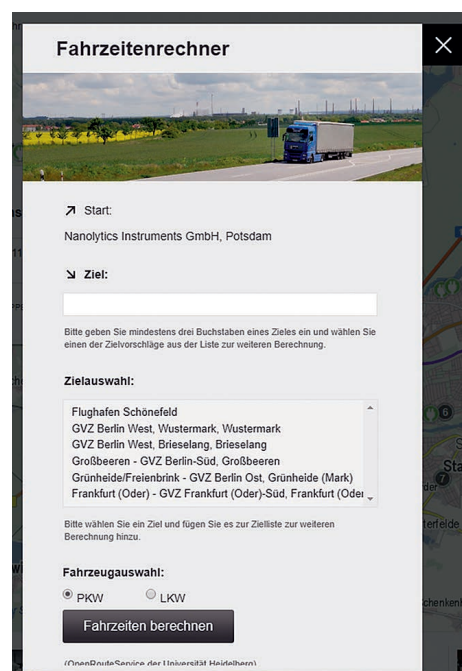 Fahrzeitenrechner
Start:
Nanolytics Instruments GmbH, Potsdam
Ziel:
Bitte geben Sie mindestens drei Buchstaben eines Zieles ein und wählen Sie
einen der Zielvorschläge aus der Liste zur weiteren Berechnung.
Zielauswahl:
Flughafen Schönefeld
GVZ Berlin West, Wustermark, Wustermark
GVZ Berlin West, Brieselang, Brieselang
Großbeeren - GVZ Berlin-Süd, Großbeeren
Grünheide/Freienbrink - GVZ Berlin Ost, Grünheide (Mark)
Frankfurt (Oder) - GVZ Frankfurt (Oder)-Süd, Frankfurt (Oder
Bitte wählen Sie ein Ziel und fügen Sie es zur Zielliste zur weiteren
Berechnung hinzu.
Fahrzeugauswahl:
PKW LKW
Fahrzeiten berechnen
(OpenRouteService der Universität Heidelberg)